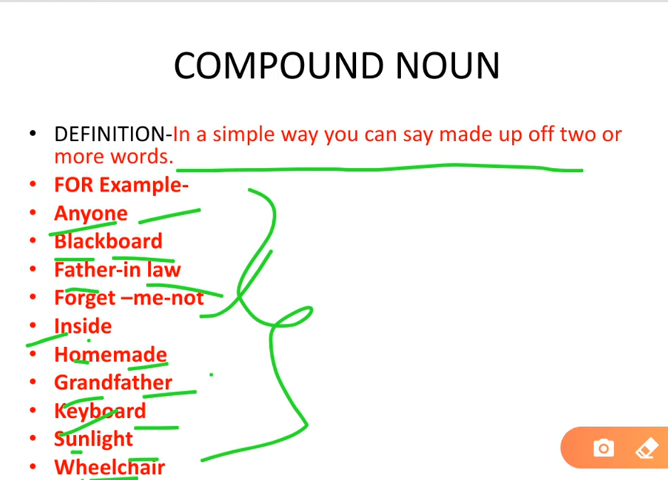 COMPOUND NOUN
• DEFINITION-In a simple way you can say made up off two or
more words.
• FOR Example-
• Anyone
• Blackboard
• Father-in law
• Forget –me-not
• Inside
• Homemade
• Grandfather
• Keyboard
• Sunlight
• Wheelchair